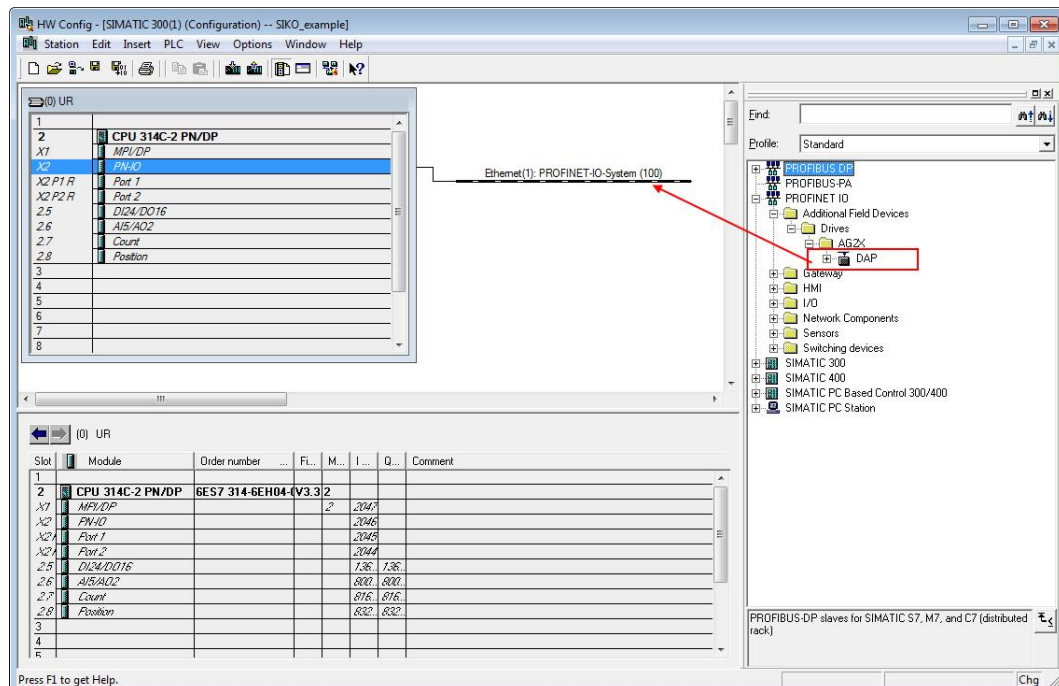 HW Config - [SIMATIC 300(1) (Configuration) -- SIKO_example]
Station Edit Insert PLC View Options Window Help
(0) UR
1
2 CPU 314C-2 PN/DP
X1 MPI/DP
X2 PN-IO
X2 P1 R Port 1
X2 P2 R Port 2
2.5 DI24/DO16
2.6 AI5/AO2
2.7 Count
2.8 Position
3
4
5
6
7
8
Ethernet(1): PROFINET-IO-System (100)
Find:
Profile: Standard
PROFIBUS DP
PROFIBUS-PA
PROFINET IO
Additional Field Devices
Drives
AG2X
DAP
Gateway
HMI
I/O
Network Components
Sensors
Switching devices
SIMATIC 300
SIMATIC 400
SIMATIC PC Based Control 300/400
SIMATIC PC Station
(0) UR
Slot Module Order number ... Fi... M... I ... Q... Comment
1
2 CPU 314C-2 PN/DP 6ES7 314-6EH04-0 V3.3 2
X1 MPI/DP 2 2047
X2 PN-IO 2046
X2 Port 1 2045
X2 Port 2 2044
2.5 DI24/DO16 136... 136...
2.6 AI5/AO2 800... 800...
2.7 Count 816... 816...
2.8 Position 832... 832...
3
4
5
PROFIBUS-DP slaves for SIMATIC S7, M7, and C7 (distributed
rack)
Press F1 to get Help.
Chg